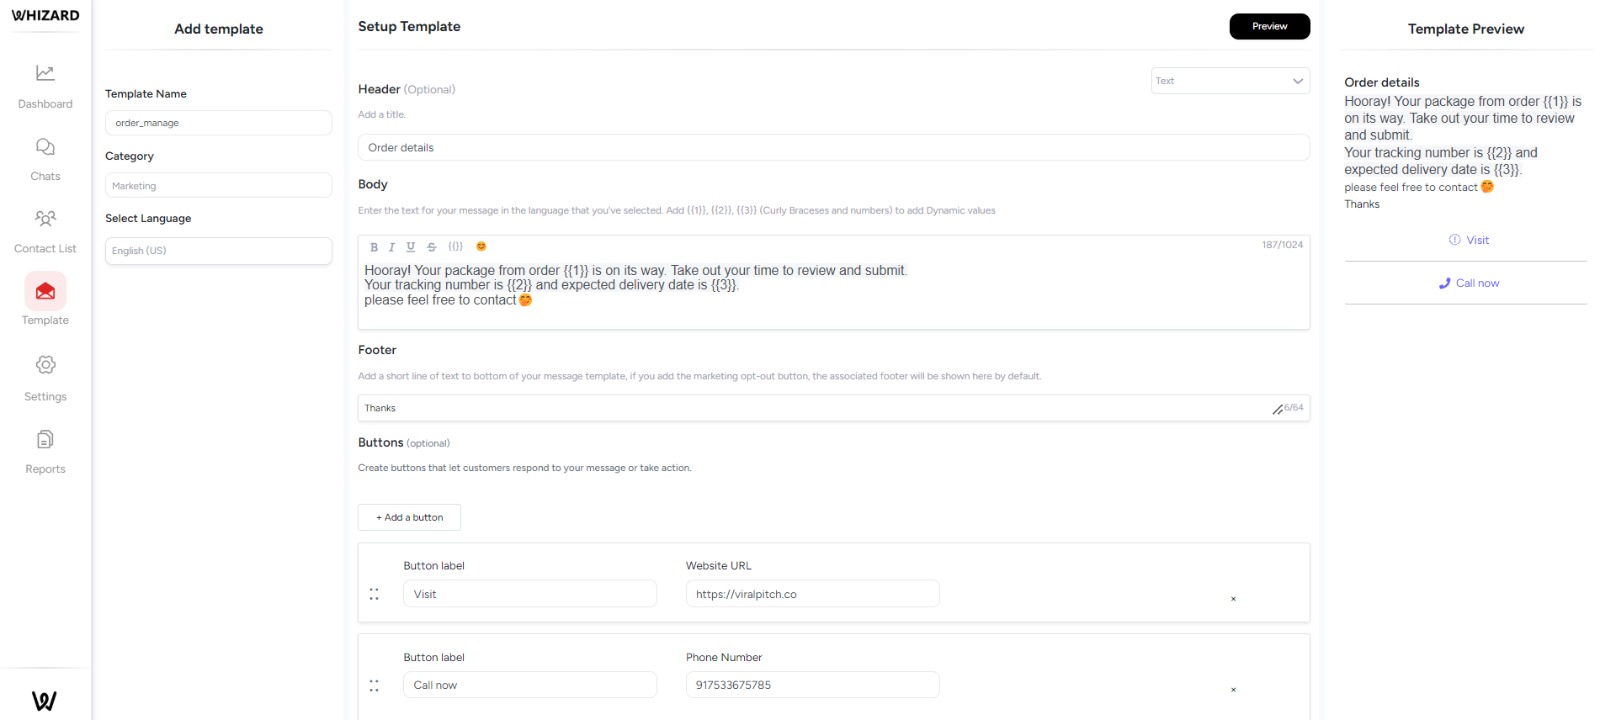 WHIZARD
Dashboard
Chats
Contact List
Template
Settings
Reports
W
Add template
Template Name
order_manage
Category
Marketing
Select Language
English (US)
Setup Template
Preview
Header (Optional)
Text
Add a title.
Order details
Body
Enter the text for your message in the language that you've selected. Add {{1}}, {{2}}, {{3}} (Curly Braceses and numbers) to add Dynamic values
B I U S {{}} 😊 187/1024
Hooray! Your package from order {{1}} is on its way. Take out your time to review and submit.
Your tracking number is {{2}} and expected delivery date is {{3}}.
please feel free to contact🤭
Footer
Add a short line of text to bottom of your message template, if you add the marketing opt-out button, the associated footer will be shown here by default.
Thanks 6/64
Buttons (optional)
Create buttons that let customers respond to your message or take action.
+ Add a button
Button label Website URL
Visit https://viralpitch.co ×
Button label Phone Number
Call now 917533675785 ×
Template Preview
Order details
Hooray! Your package from order {{1}} is
on its way. Take out your time to review
and submit.
Your tracking number is {{2}} and
expected delivery date is {{3}}.
please feel free to contact🤭
Thanks
Visit
Call now